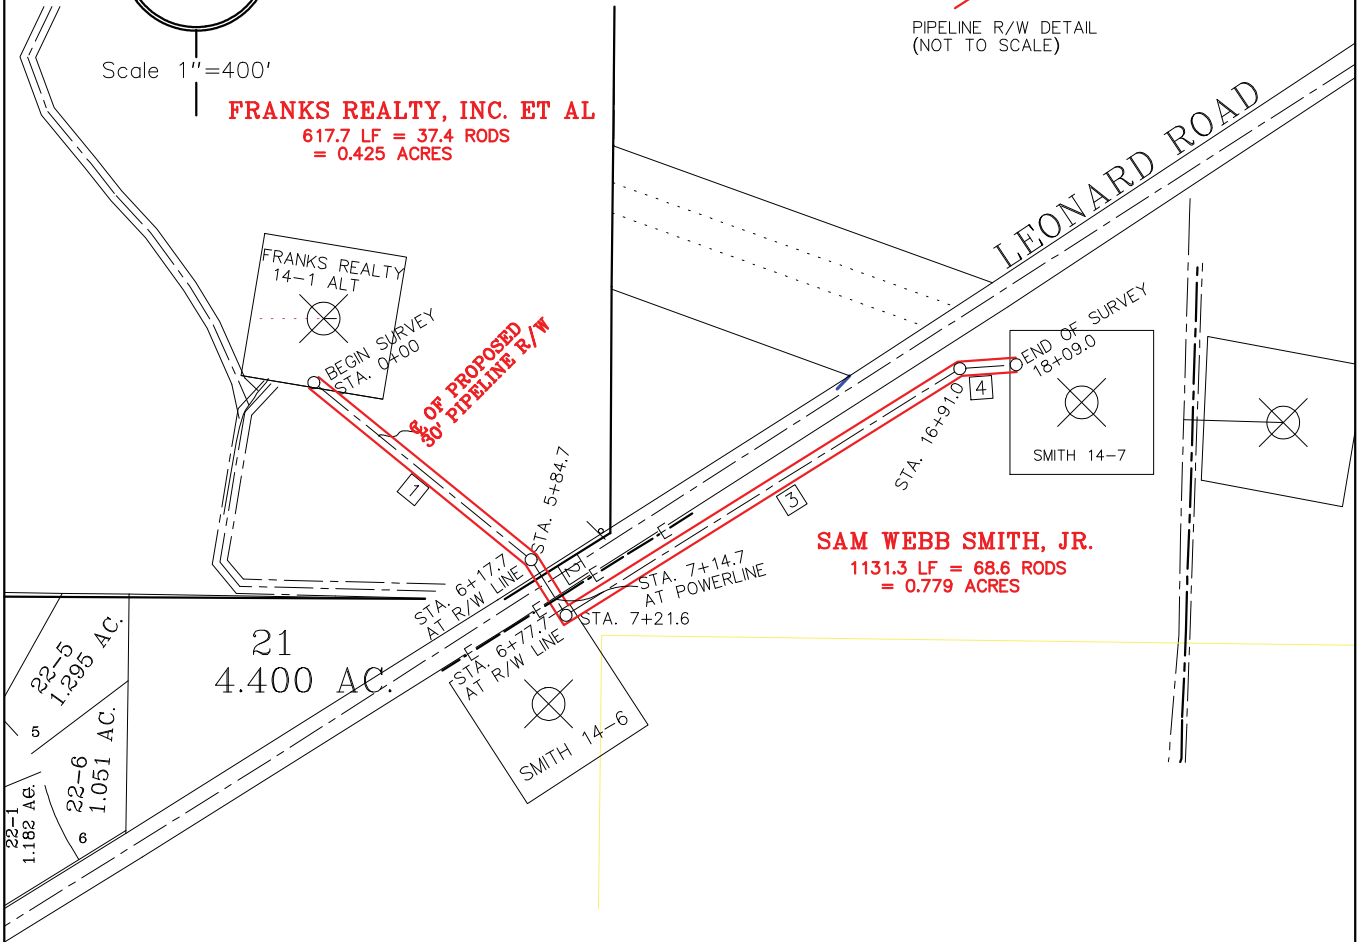 PIPELINE R/W DETAIL
(NOT TO SCALE)
Scale 1"=400'
FRANKS REALTY, INC. ET AL
617.7 LF = 37.4 RODS
= 0.425 ACRES
LEONARD ROAD
FRANKS REALTY
14-1 ALT
BEGIN SURVEY
STA. 0+00
℄ OF PROPOSED
30' PIPELINE R/W
END OF SURVEY
18+09.0
4
STA. 16+91.0
SMITH 14-7
1
3
STA. 5+84.7
SAM WEBB SMITH, JR.
1131.3 LF = 68.6 RODS
= 0.779 ACRES
STA. 6+17.7
AT R/W LINE
2
E
E
E
E
STA. 7+14.7
AT POWERLINE
STA. 7+21.6
STA. 6+77.7
AT R/W LINE
21
4.400 AC.
22-5
1.295 AC.
5
SMITH 14-6
22-6
1.051 AC.
6
22-1
1.182 AC.